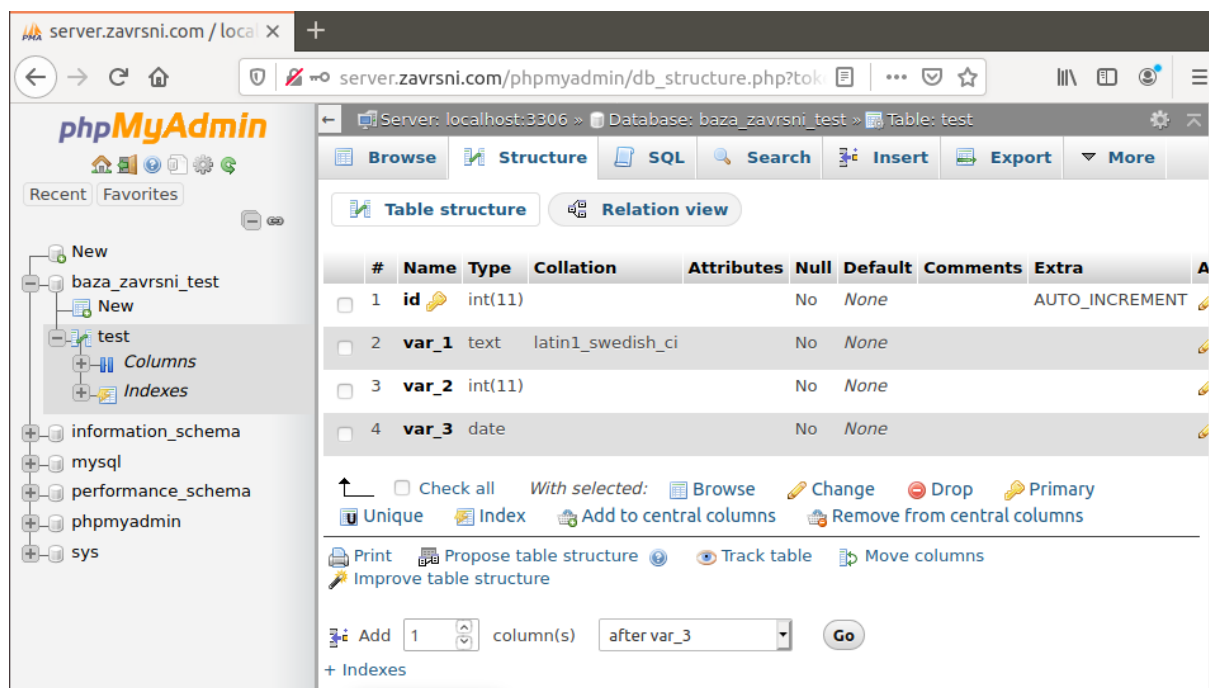 server.zavrsni.com / local
server.zavrsni.com/phpmyadmin/db_structure.php?tok
phpMyAdmin
Recent Favorites
New
baza_zavrsni_test
New
test
Columns
Indexes
information_schema
mysql
performance_schema
phpmyadmin
sys
Server: localhost:3306 » Database: baza_zavrsni_test » Table: test
Browse Structure SQL Search Insert Export More
Table structure Relation view
# Name Type Collation Attributes Null Default Comments Extra A
1 id int(11) No None AUTO_INCREMENT
2 var_1 text latin1_swedish_ci No None
3 var_2 int(11) No None
4 var_3 date No None
Check all With selected: Browse Change Drop Primary
Unique Index Add to central columns Remove from central columns
Print Propose table structure Track table Move columns
Improve table structure
Add 1 column(s) after var_3 Go
+ Indexes